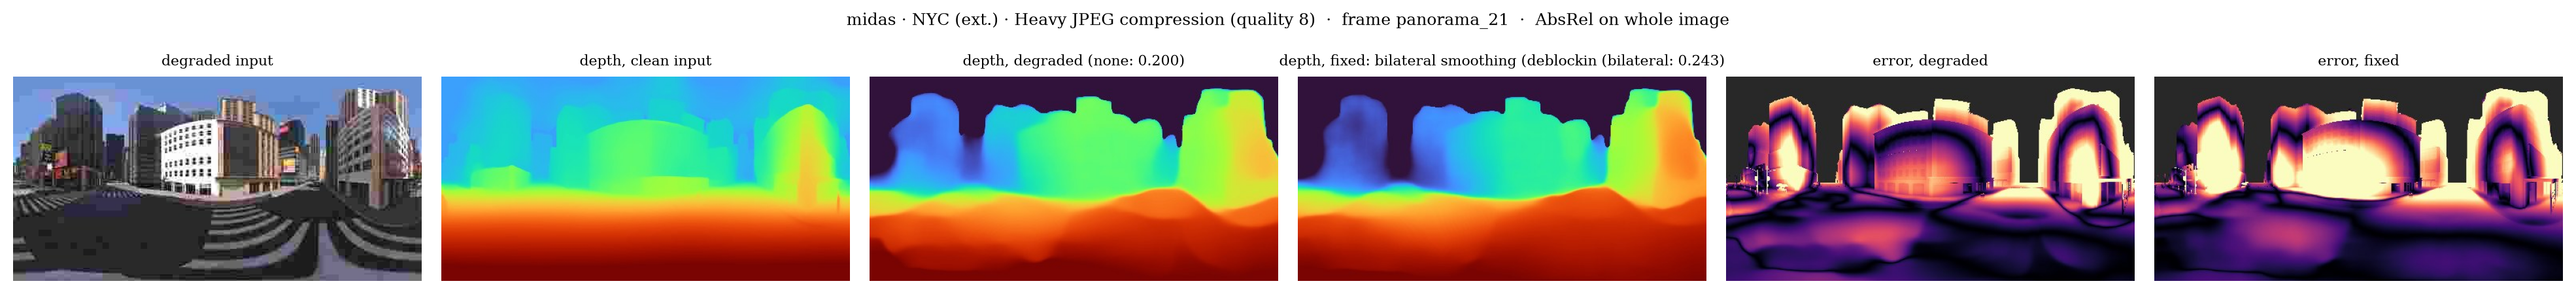 midas · NYC (ext.) · Heavy JPEG compression (quality 8) · frame panorama_21 · AbsRel on whole image
degraded input
depth, clean input
depth, degraded (none: 0.200)
depth, fixed: bilateral smoothing (deblockin (bilateral: 0.243)
error, degraded
error, fixed